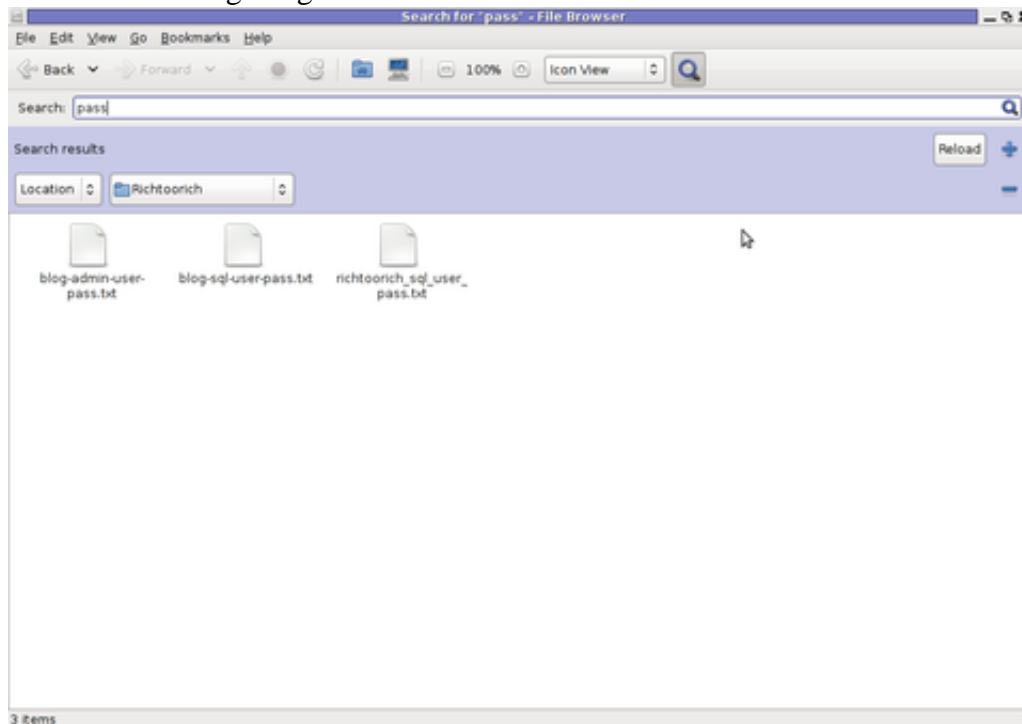 Search for "pass" - File Browser
File Edit View Go Bookmarks Help
Back Forward 100% Icon View
Search: pass
Search results Reload
Location Richtoorich
blog-admin-user-
pass.txt
blog-sql-user-pass.txt
richtoorich_sql_user_
pass.txt
3 items